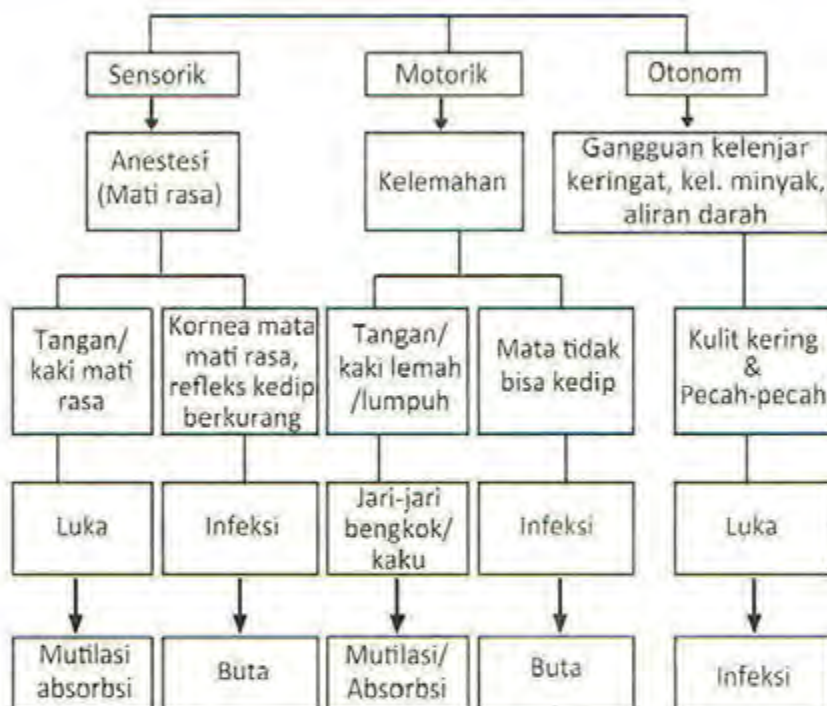 Sensorik
Motorik
Otonom
Anestesi
(Mati rasa)
Kelemahan
Gangguan kelenjar
keringat, kel. minyak,
aliran darah
Tangan/
kaki mati
rasa
Kornea mata
mati rasa,
refleks kedip
berkurang
Tangan/
kaki lemah
/lumpuh
Mata tidak
bisa kedip
Kulit kering
&
Pecah-pecah
Luka
Infeksi
Jari-jari
bengkok/
kaku
Infeksi
Luka
Mutilasi
absorbsi
Buta
Mutilasi/
Absorbsi
Buta
Infeksi